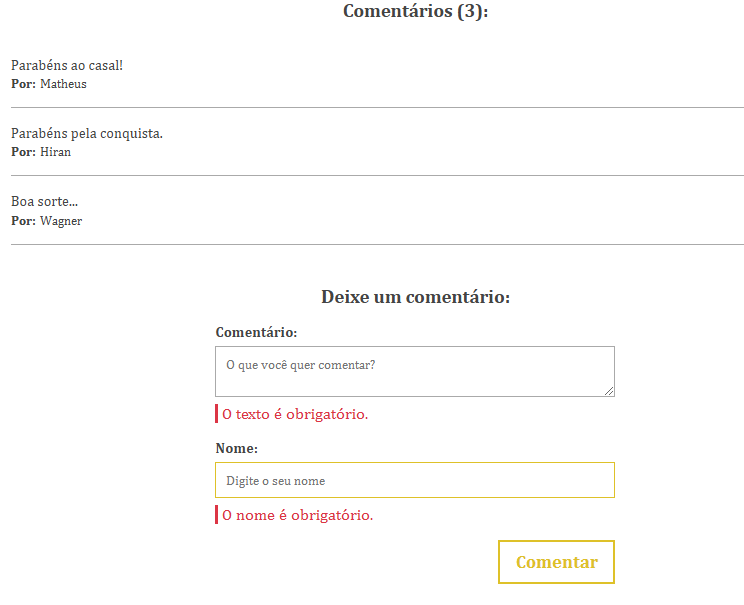 Comentários (3):
Parabéns ao casal!
Por: Matheus
Parabéns pela conquista.
Por: Hiran
Boa sorte...
Por: Wagner
Deixe um comentário:
Comentário:
O que você quer comentar?
O texto é obrigatório.
Nome:
Digite o seu nome
O nome é obrigatório.
Comentar